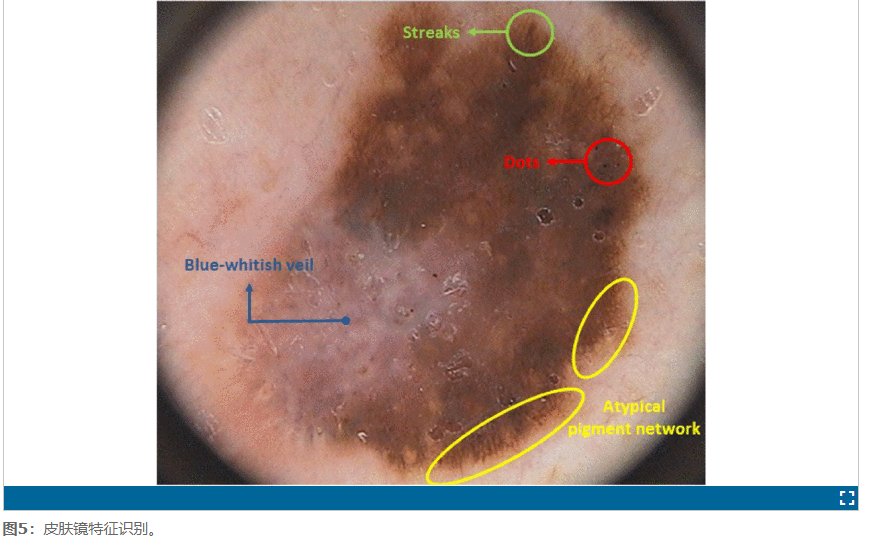 Streaks
Dots
Blue-whitish veil
Atypical
pigment network
图5：皮肤镜特征识别。